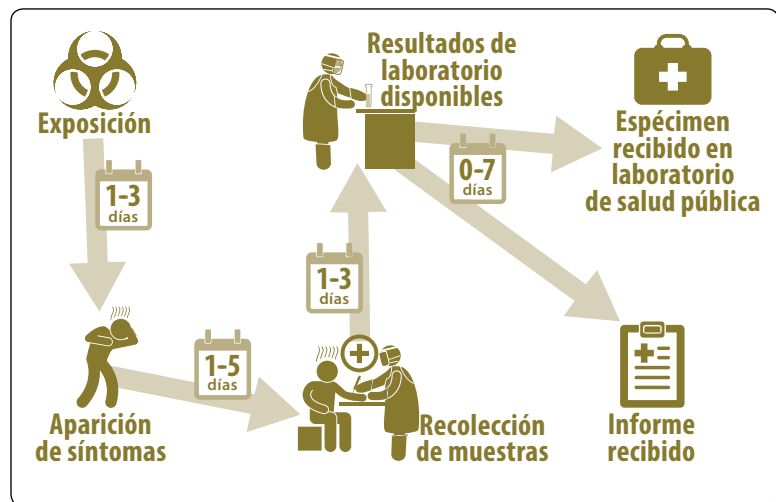 Exposición
1-3
días
Aparición
de síntomas
1-5
días
Recolección
de muestras
1-3
días
Resultados de
laboratorio
disponibles
0-7
días
Espécimen
recibido en
laboratorio
de salud pública
Informe
recibido